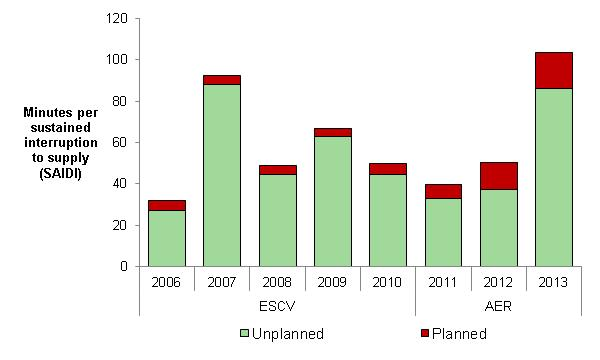 120
100
80
60
40
20
0
Minutes per
sustained
interruption
to supply
(SAIDI)
2006 2007 2008 2009 2010 2011 2012 2013
ESCV AER
Unplanned Planned